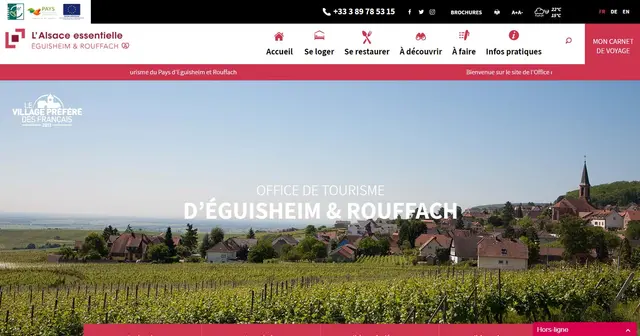 PAYS
+33 3 89 78 53 15
BROCHURES
A+A-
22°C
15°C
FR DE EN
L'Alsace essentielle
ÉGUISHEIM & ROUFFACH
Accueil
Se loger
Se restaurer
À découvrir
À faire
Infos pratiques
MON CARNET
DE VOYAGE
urisme du Pays d'Eguisheim et Rouffach
Bienvenue sur le site de l'Office
LE
VILLAGE PRÉFÉRÉ
DES FRANÇAIS
OFFICE DE TOURISME
D'ÉGUISHEIM & ROUFFACH
Hors-ligne